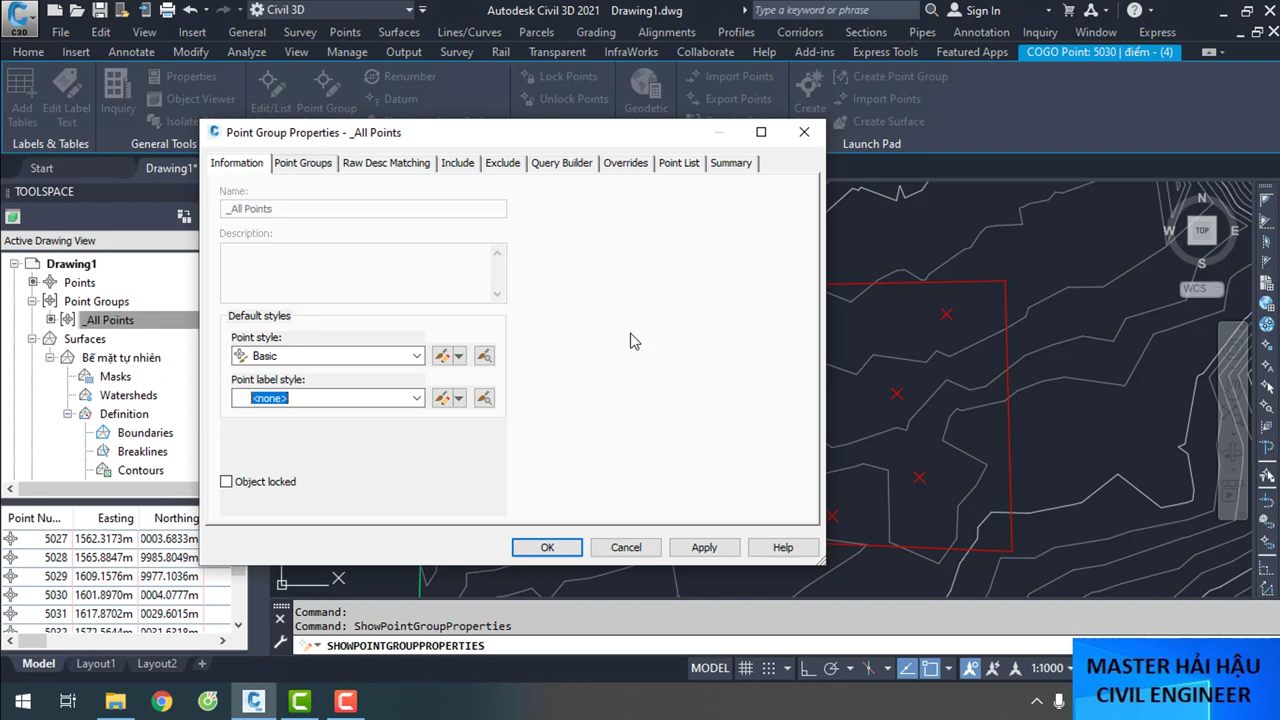 Civil 3D
Autodesk Civil 3D 2021 Drawing1.dwg
Type a keyword or phrase
Sign In
C3D
File Edit View Insert General Survey Points Surfaces Lines/Curves Parcels Grading Alignments Profiles Corridors Sections Pipes Annotation Inquiry Window Express
Home Insert Annotate Modify Analyze View Manage Output Survey Rail Transparent InfraWorks Collaborate Help Add-ins Express Tools Featured Apps COGO Point: 5030 | điểm - (4)
Add Tables
Edit Label Text
Inquiry
Properties
Object Viewer
Isolate
Edit/List
Point Group
Renumber
Datum
Lock Points
Unlock Points
Geodetic
Import Points
Export Points
Create
Create Point Group
Import Points
Create Surface
Labels & Tables
General Tools
Launch Pad
Start
Drawing1*
TOOLSPACE
Active Drawing View
Drawing1
Points
Point Groups
_All Points
Surfaces
Bề mặt tự nhiên
Masks
Watersheds
Definition
Boundaries
Breaklines
Contours
Point Nu... Easting Northing
5027 1562.3173m 0003.6833m
5028 1565.8847m 9985.8049m
5029 1609.1576m 9977.1036m
5030 1601.8970m 0004.0777m
5031 1617.8702m 0029.6015m
5032 1572.5644m 0031.6318m
Point Group Properties - _All Points
Information Point Groups Raw Desc Matching Include Exclude Query Builder Overrides Point List Summary
Name:
_All Points
Description:
Default styles
Point style:
Basic
Point label style:
<none>
Object locked
OK Cancel Apply Help
N
W TOP E
S
WCS
Command:
Command: ShowPointGroupProperties
SHOWPOINTGROUPPROPERTIES
Model Layout1 Layout2 +
MODEL
1:1000
MASTER HẢI HẬU
CIVIL ENGINEER